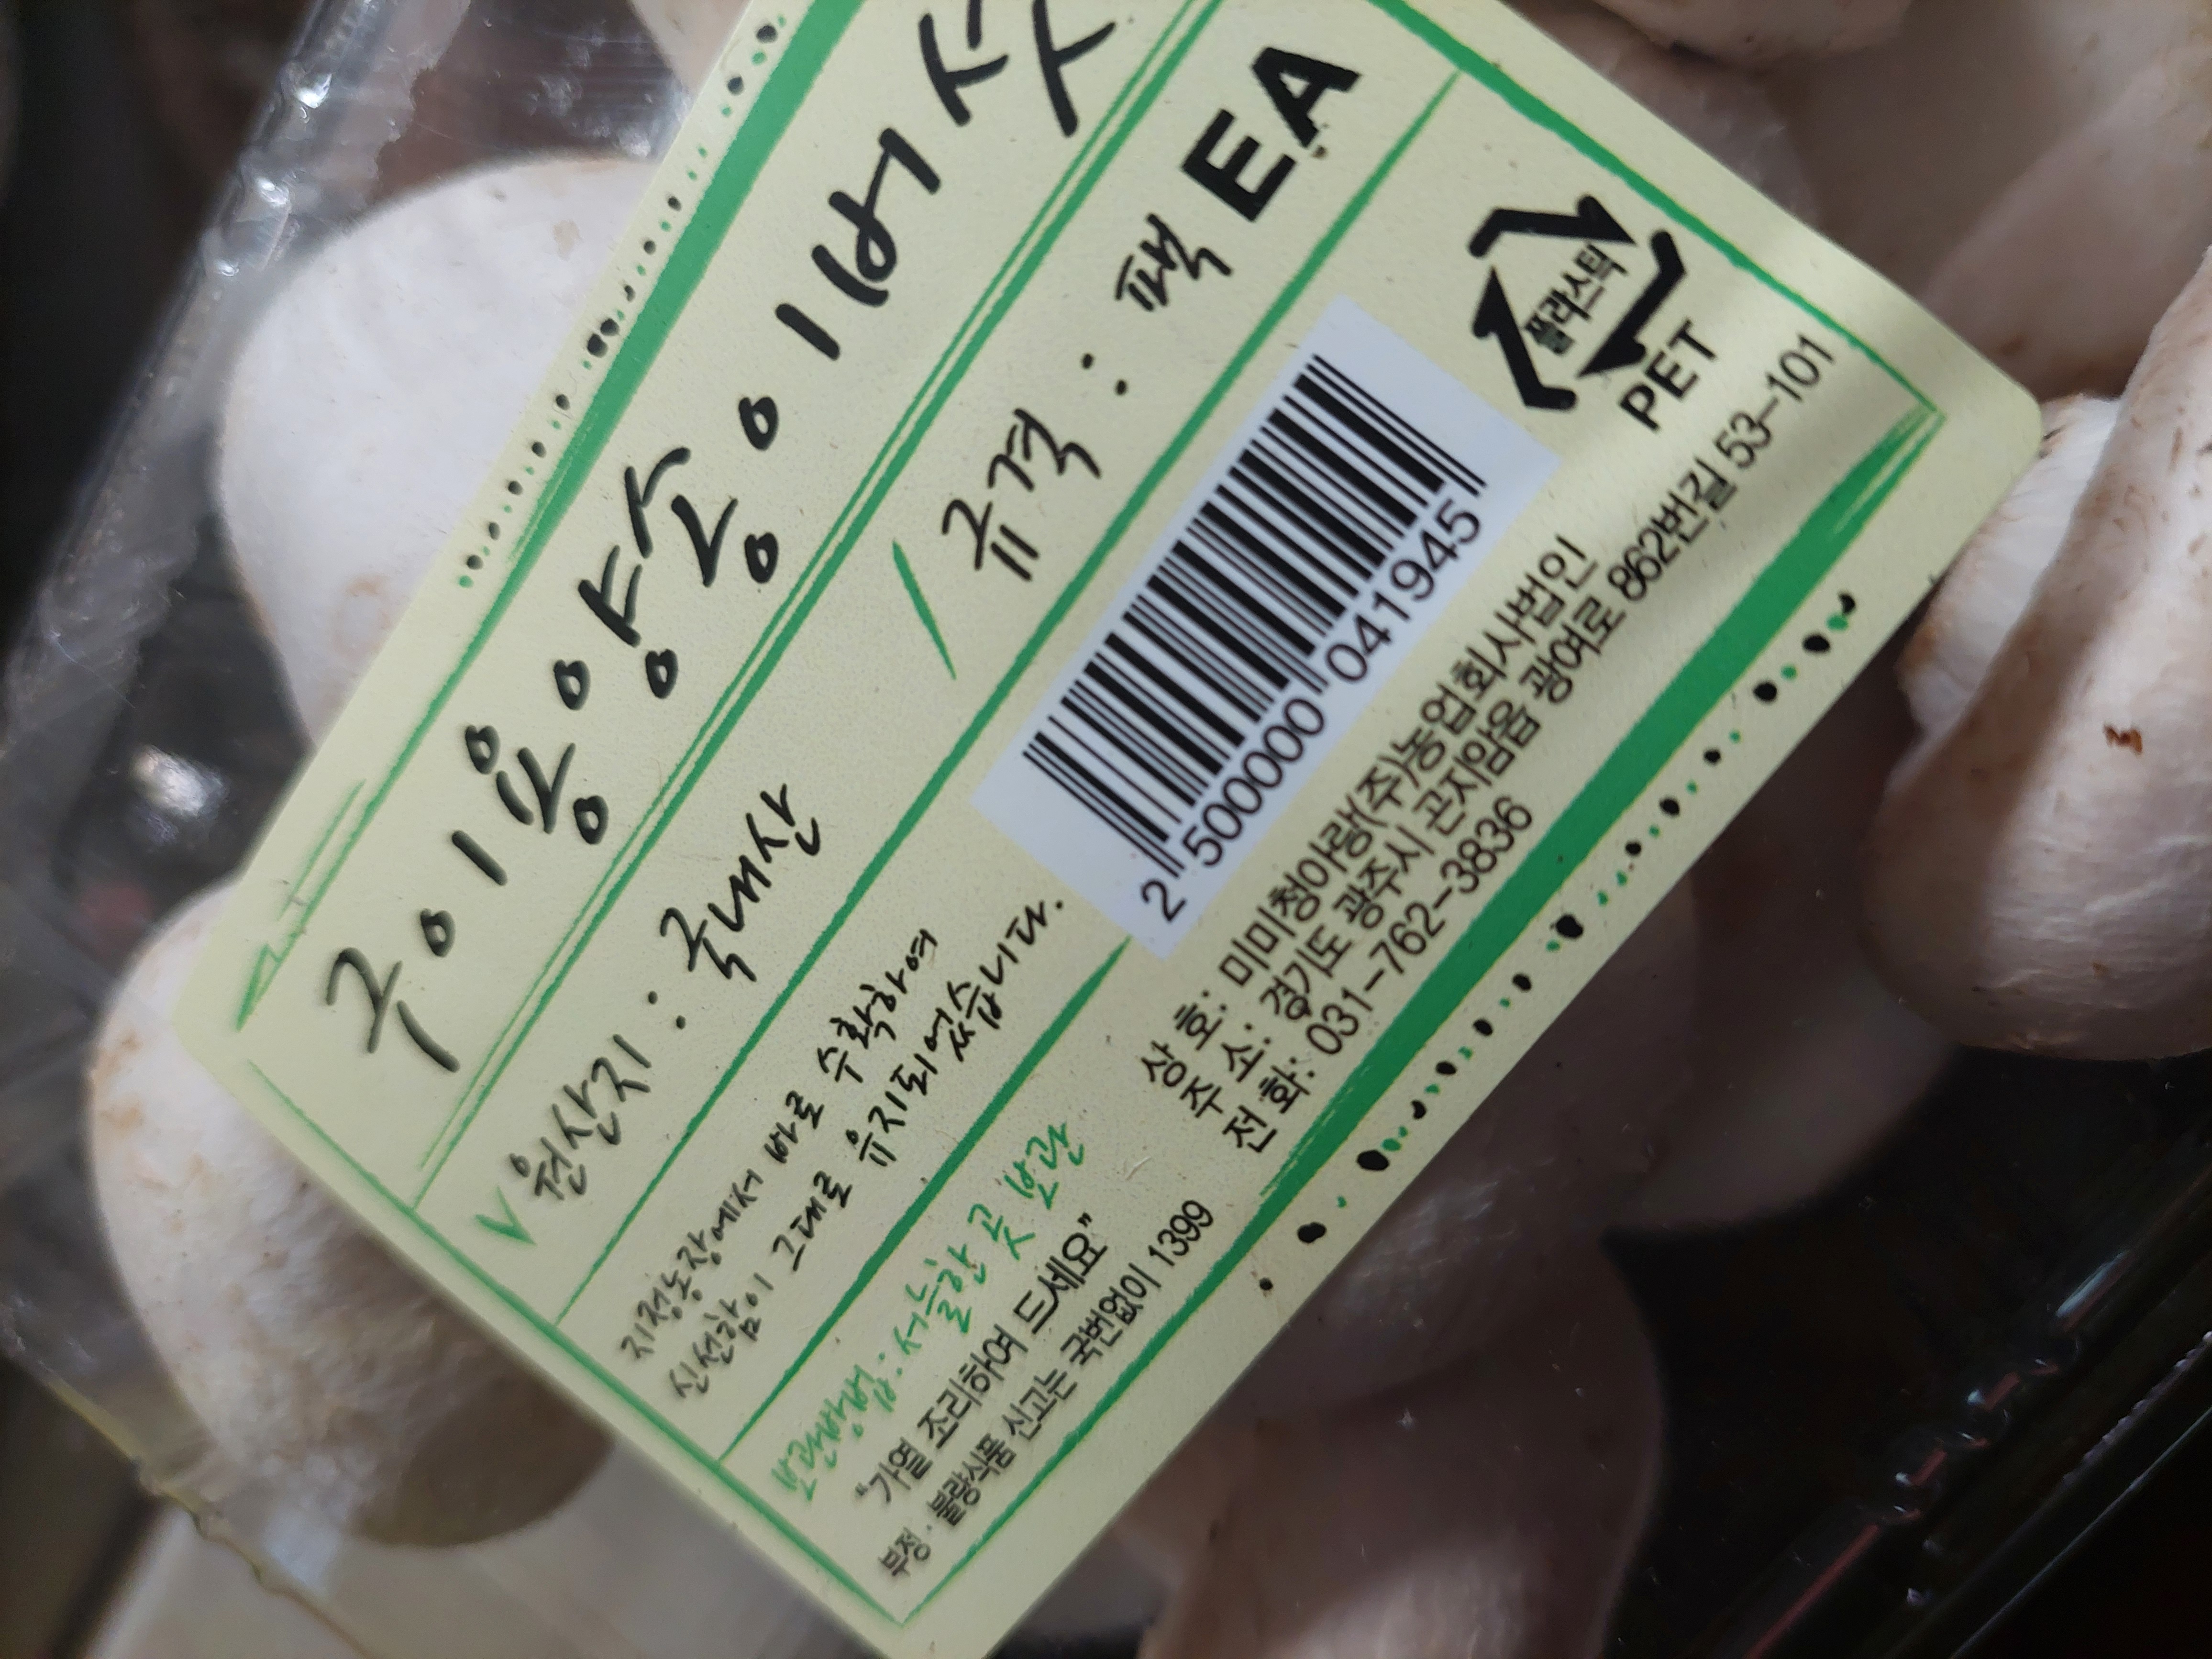 구이용양송이버섯
V 원산지 : 국내산 / 규격 : 팩 EA
지정농장에서 바로 수확하여
신선함이 그대로 유지되었습니다.
2 500000 041945
플라스틱
PET
보관방법 : 서늘한 곳 보관
"가열 조리하여 드세요"
부정·불량식품 신고는 국번없이 1399
상 호: 미미청아랑(주)농업회사법인
주 소: 경기도 광주시 곤지암읍 광여로 862번길 53-101
전 화: 031-762-3836